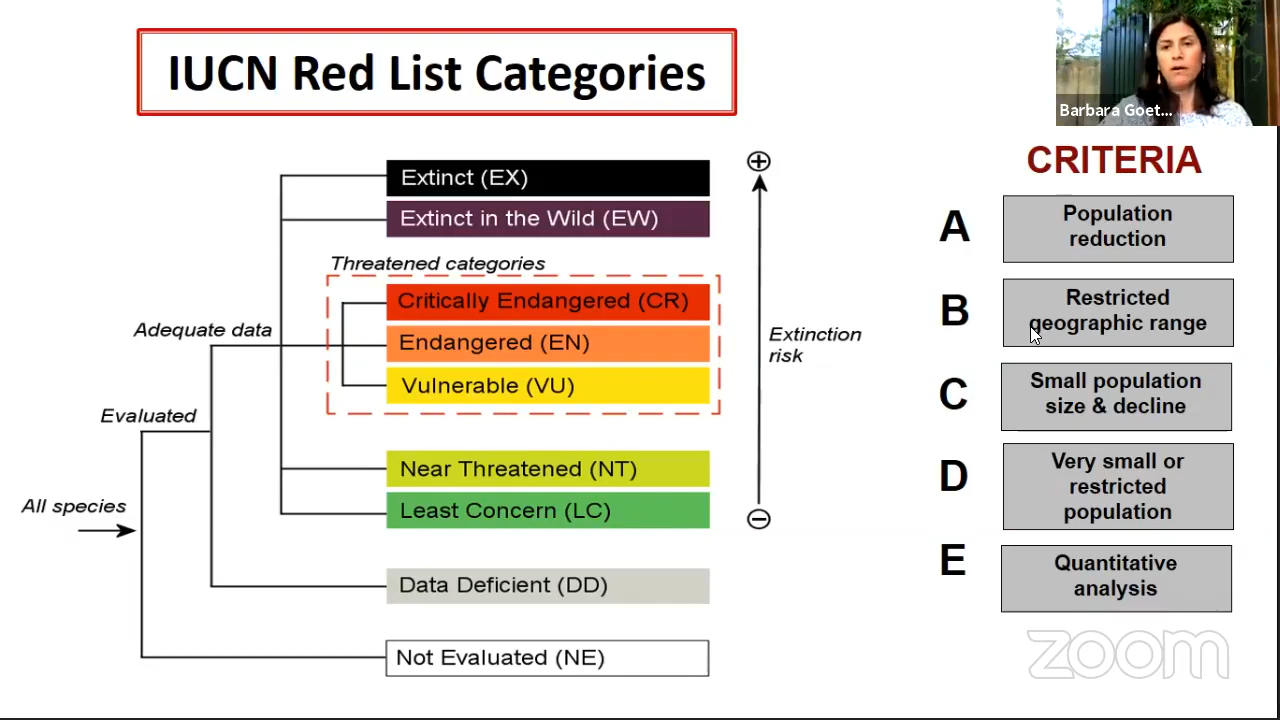 IUCN Red List Categories
Barbara Goet...
CRITERIA
Extinct (EX)
Extinct in the Wild (EW)
Threatened categories
Critically Endangered (CR)
Endangered (EN)
Vulnerable (VU)
Near Threatened (NT)
Least Concern (LC)
Data Deficient (DD)
Not Evaluated (NE)
Adequate data
Evaluated
All species
Extinction
risk
A
Population
reduction
B
Restricted
geographic range
C
Small population
size & decline
D
Very small or
restricted
population
E
Quantitative
analysis
zoom